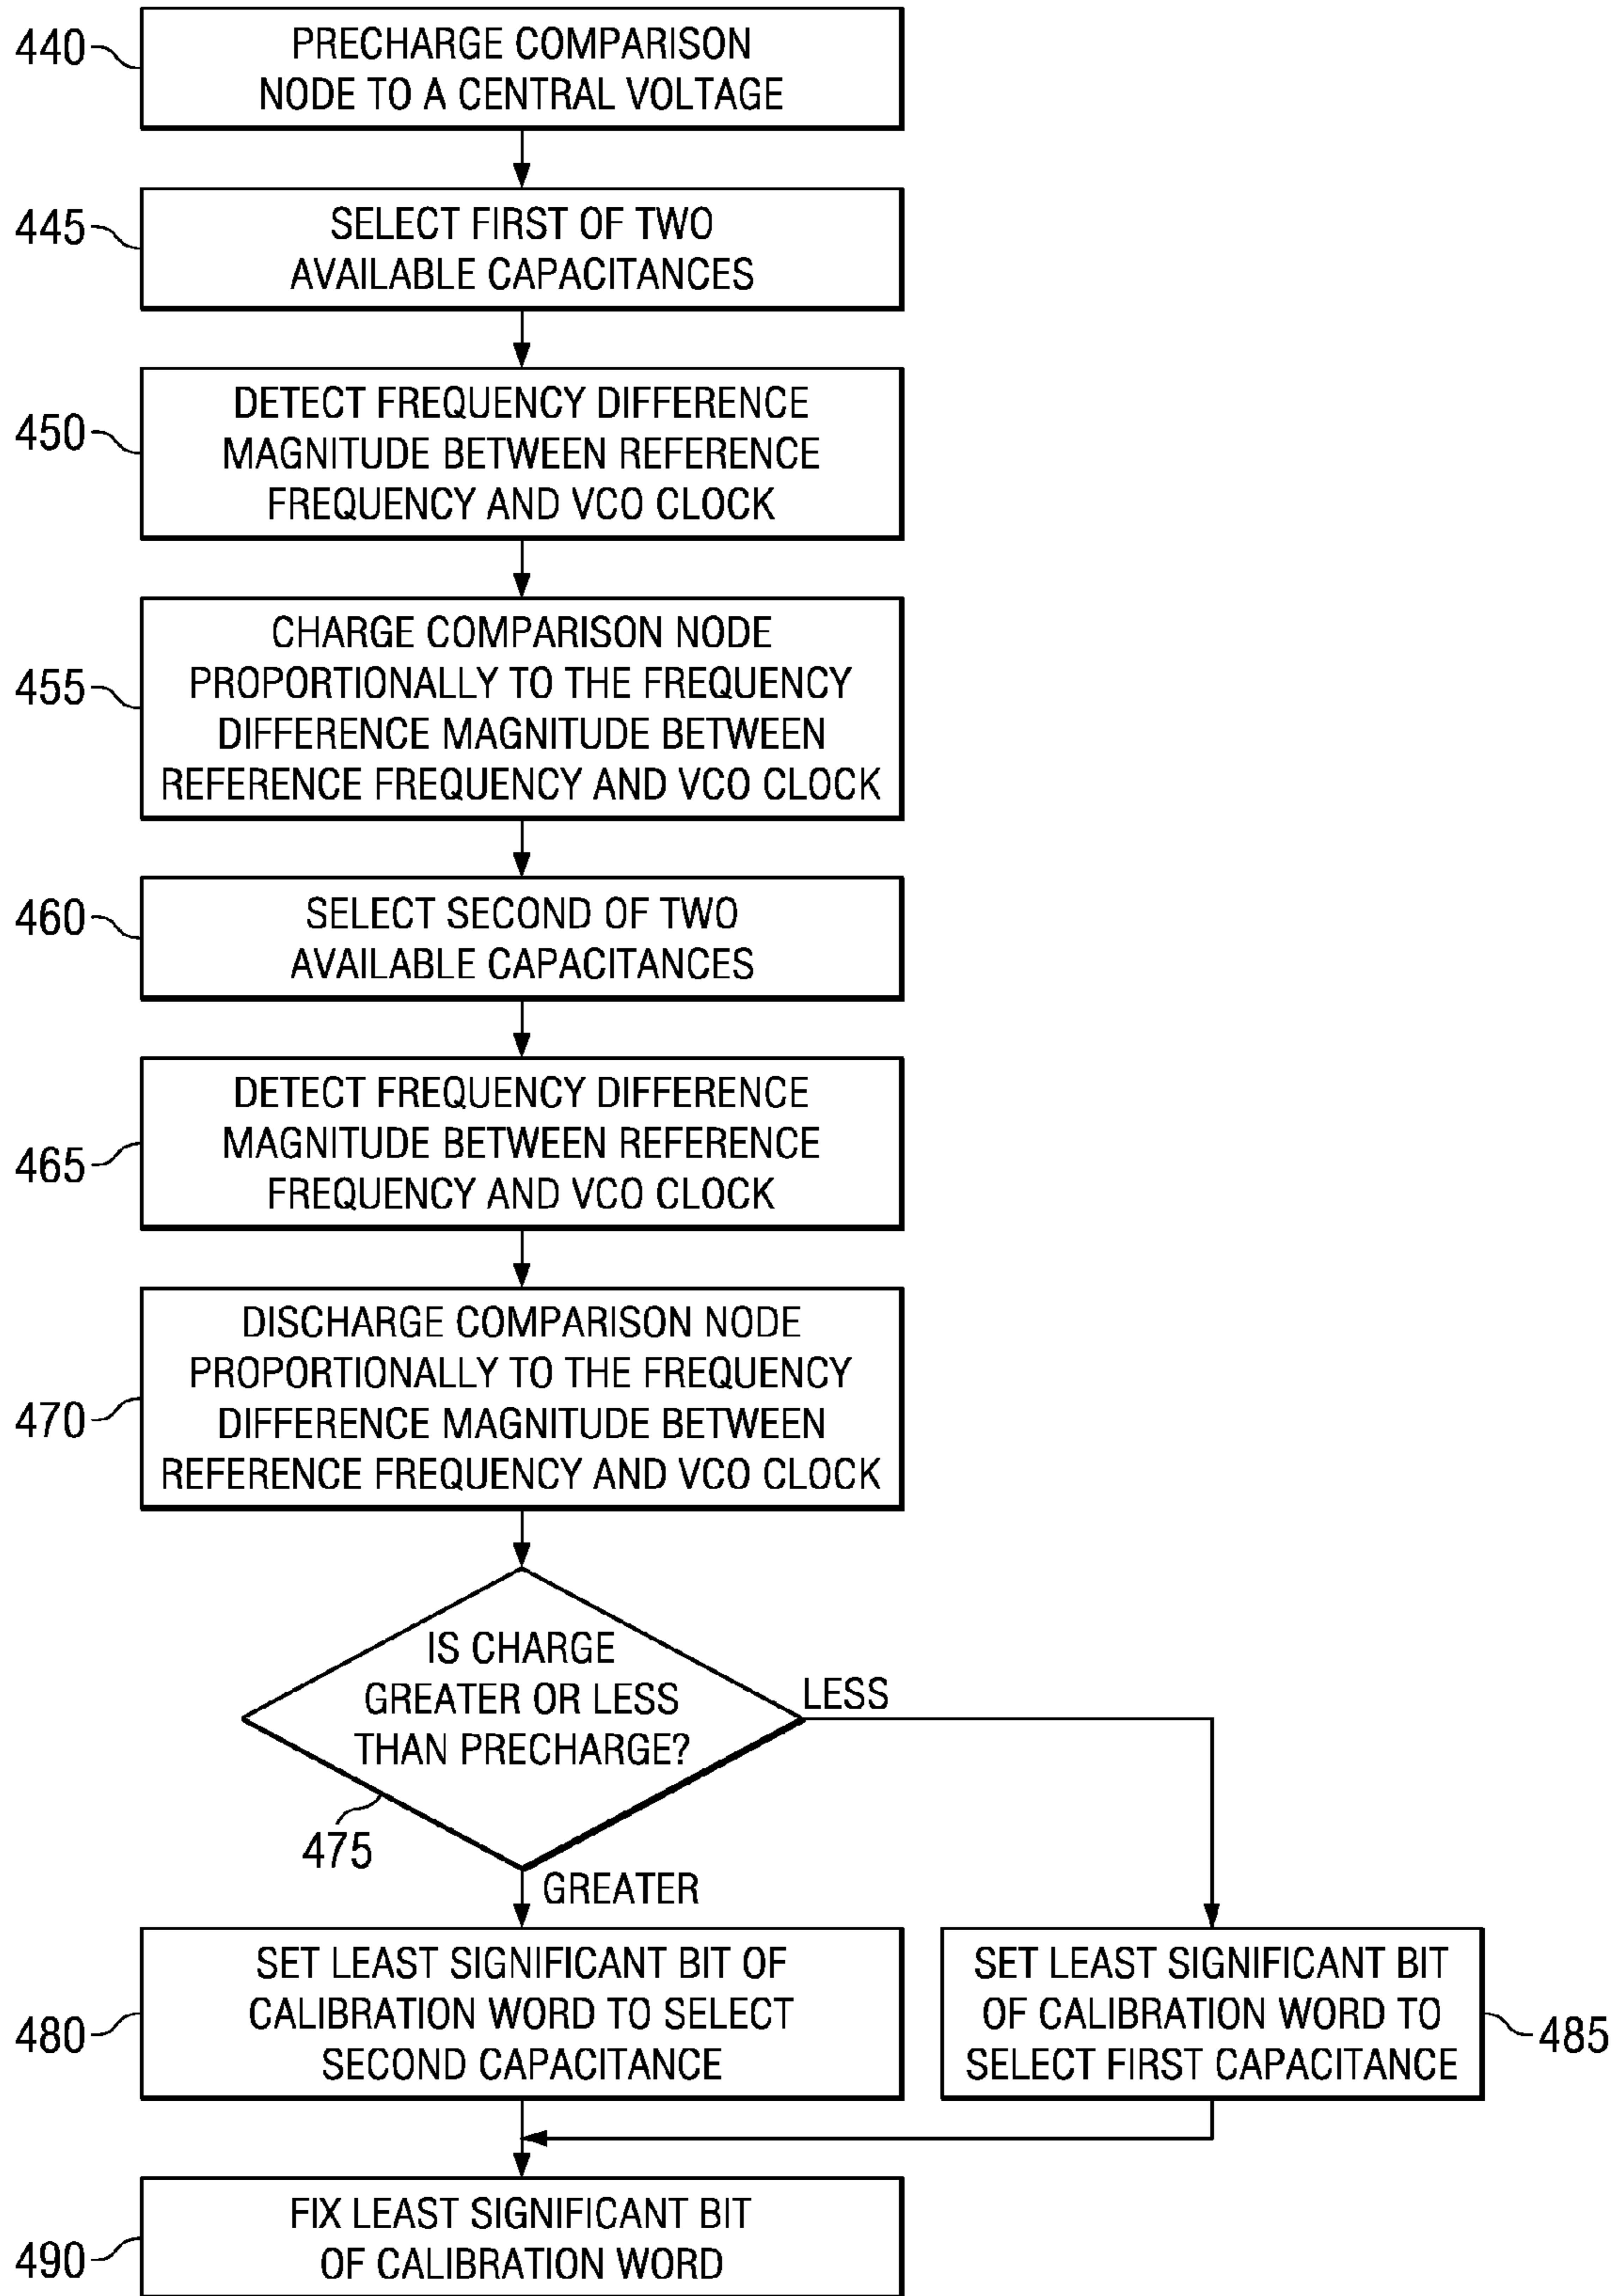 440
PRECHARGE COMPARISON
NODE TO A CENTRAL VOLTAGE
445
SELECT FIRST OF TWO
AVAILABLE CAPACITANCES
450
DETECT FREQUENCY DIFFERENCE
MAGNITUDE BETWEEN REFERENCE
FREQUENCY AND VCO CLOCK
455
CHARGE COMPARISON NODE
PROPORTIONALLY TO THE FREQUENCY
DIFFERENCE MAGNITUDE BETWEEN
REFERENCE FREQUENCY AND VCO CLOCK
460
SELECT SECOND OF TWO
AVAILABLE CAPACITANCES
465
DETECT FREQUENCY DIFFERENCE
MAGNITUDE BETWEEN REFERENCE
FREQUENCY AND VCO CLOCK
470
DISCHARGE COMPARISON NODE
PROPORTIONALLY TO THE FREQUENCY
DIFFERENCE MAGNITUDE BETWEEN
REFERENCE FREQUENCY AND VCO CLOCK
IS CHARGE
GREATER OR LESS
THAN PRECHARGE?
LESS
475
GREATER
480
SET LEAST SIGNIFICANT BIT OF
CALIBRATION WORD TO SELECT
SECOND CAPACITANCE
SET LEAST SIGNIFICANT BIT
OF CALIBRATION WORD TO
SELECT FIRST CAPACITANCE
485
490
FIX LEAST SIGNIFICANT BIT
OF CALIBRATION WORD